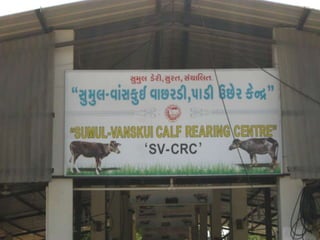 સુમુલ ડેરી, સુરત, સંચાલિત
“સુમુલ-વાંસકુઈ વાછરડી, પાડી ઉછેર કેન્દ્ર”
"SUMUL-VANSKUI CALF REARING CENTRE"
'SV-CRC'